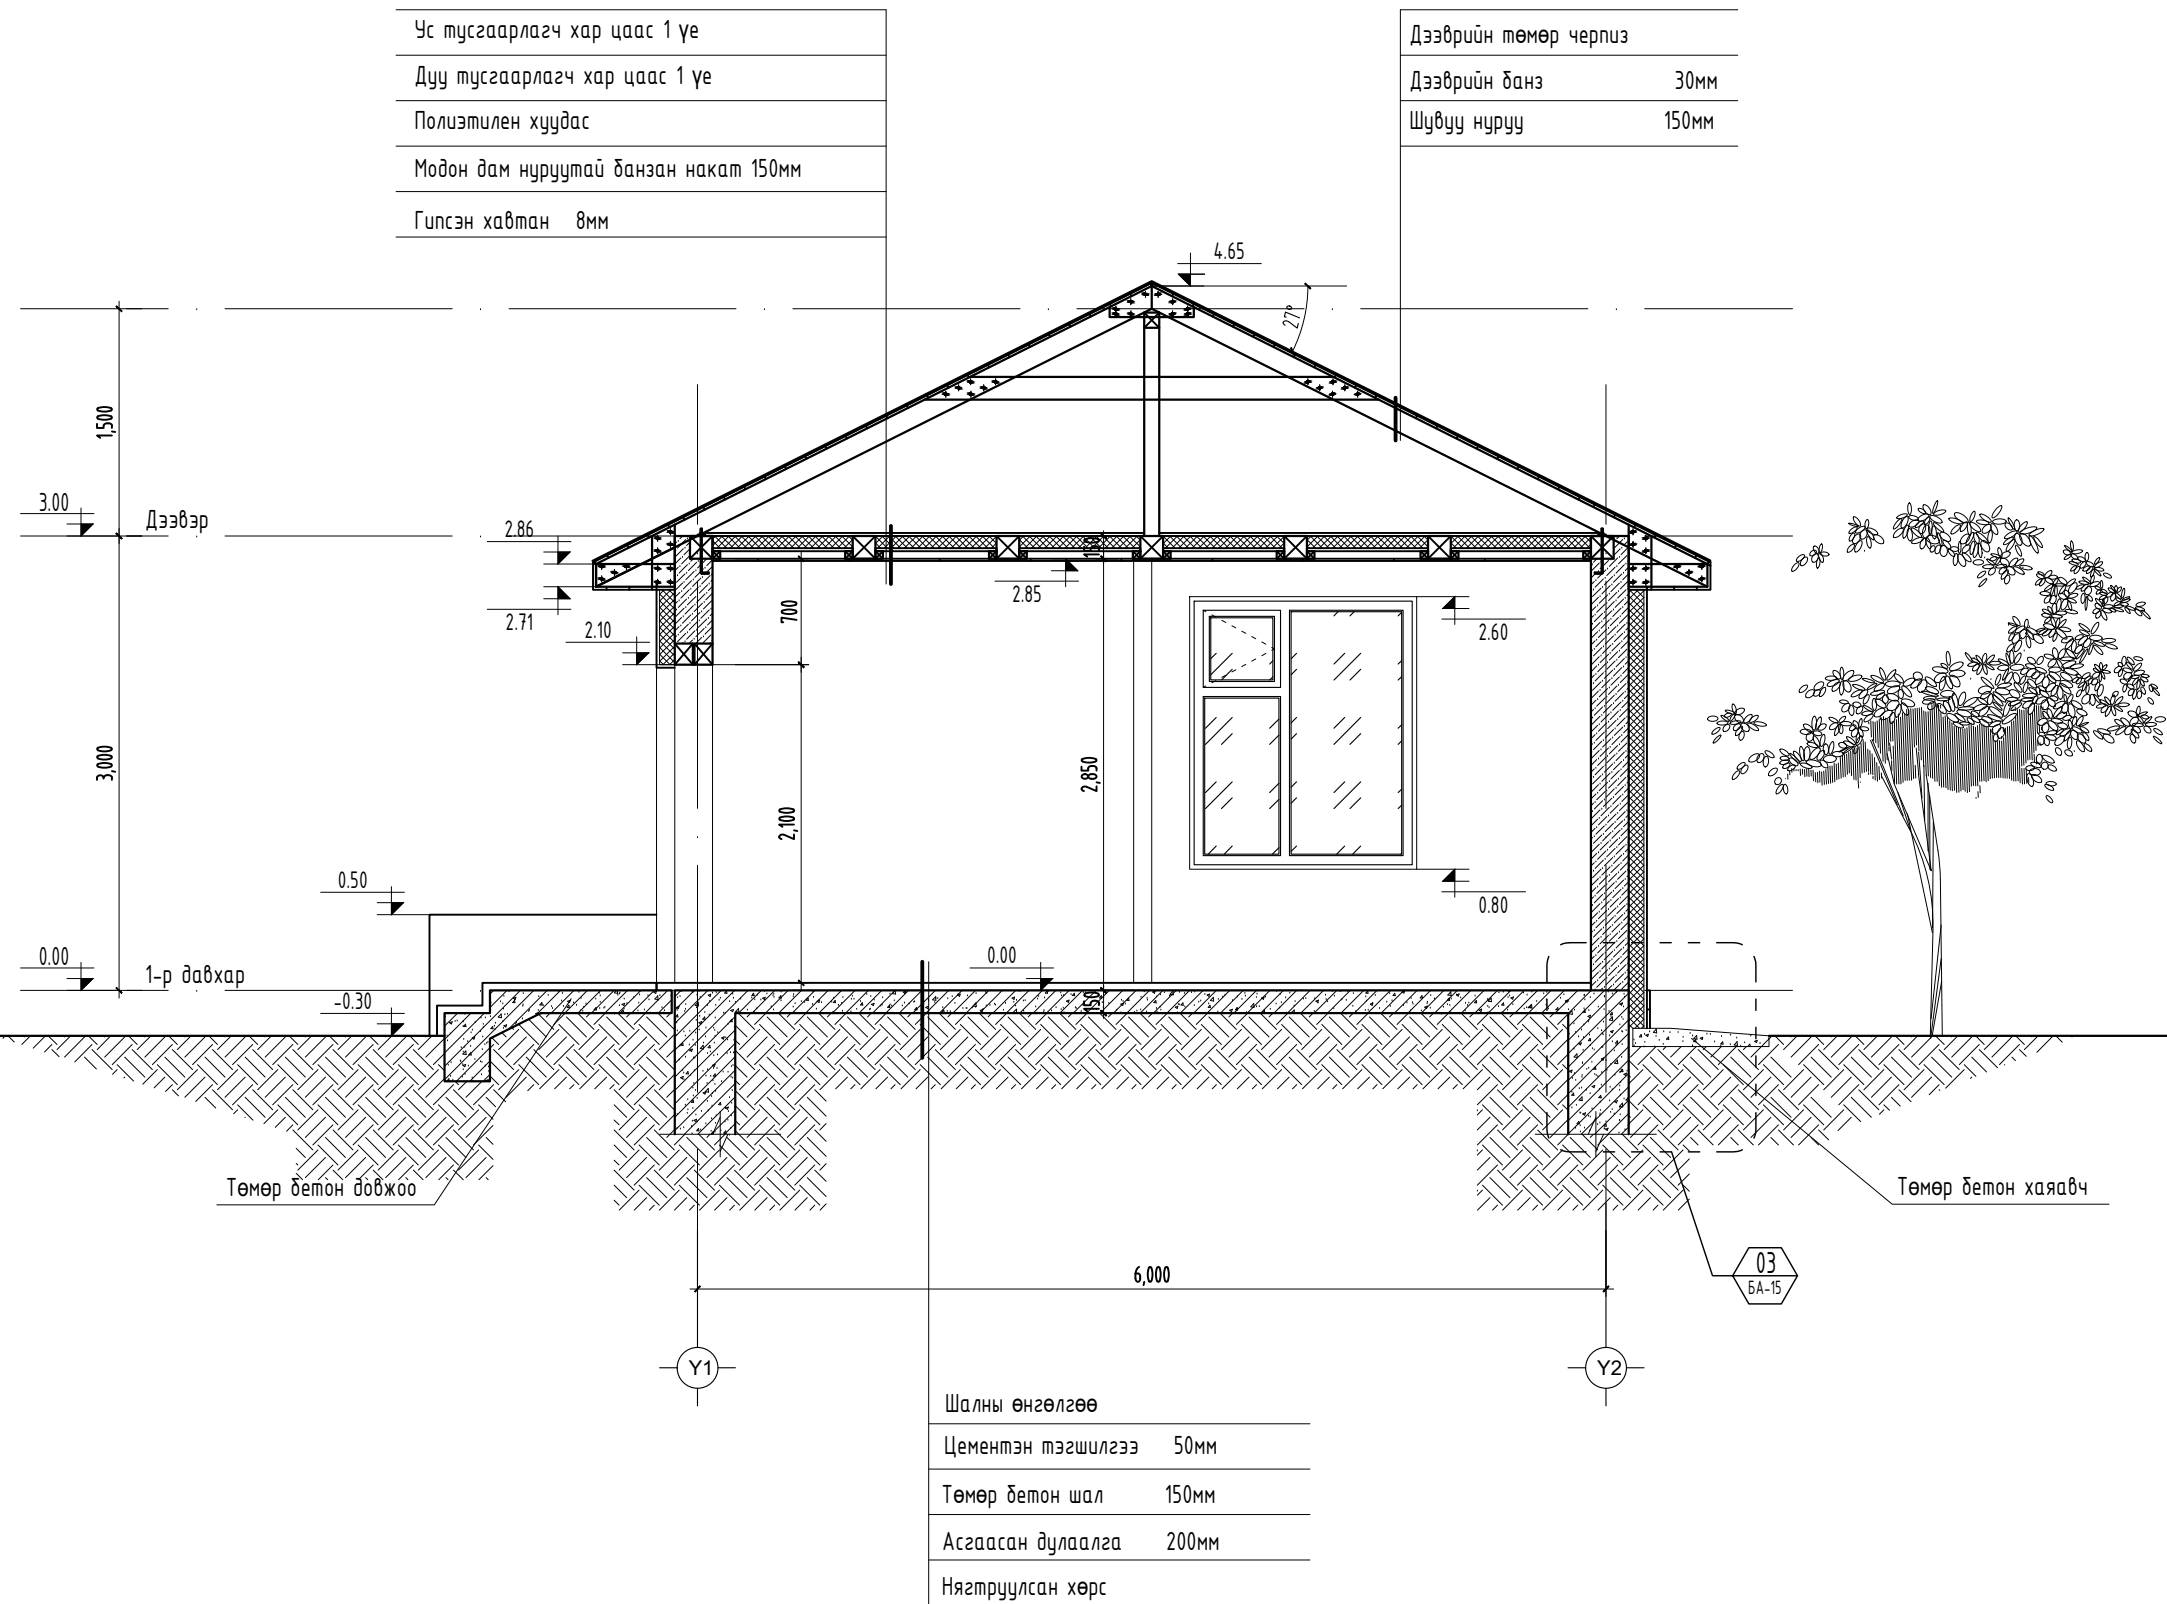 Ус тусгаарлагч хар цаас 1 үе
Дуу тусгаарлагч хар цаас 1 үе
Полиэтилен хуудас
Модон дам нуруутай банзан накат 150мм
Гипсэн хавтан 8мм
Дээврийн төмөр черпиз
Дээврийн банз 30мм
Шувуу нуруу 150мм
4.65
27°
1,500
3.00
Дээвэр
2.86
150
2.85
2.71
2.10
700
2.60
3,000
2,850
2,100
0.50
0.80
0.00
1-р давхар
0.00
-0.30
150
Төмөр бетон довжоо
Төмөр бетон хаяавч
03
БА-15
6,000
Y1
Y2
Шалны өнгөлгөө
Цементэн тэгшилгээ 50мм
Төмөр бетон шал 150мм
Асгаасан дулаалга 200мм
Нягтруулсан хөрс